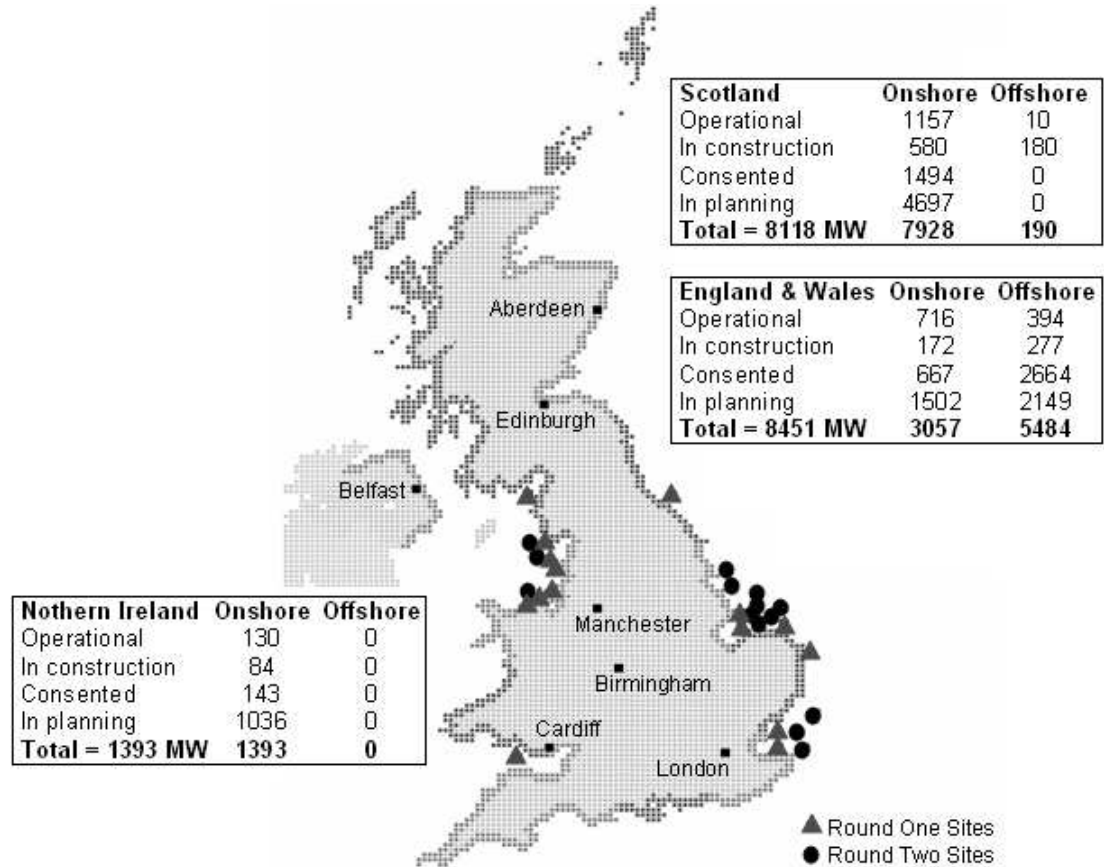 Scotland Onshore Offshore
Operational 1157 10
In construction 580 180
Consented 1494 0
In planning 4697 0
Total = 8118 MW 7928 190
England & Wales Onshore Offshore
Operational 716 394
In construction 172 277
Consented 667 2664
In planning 1502 2149
Total = 8451 MW 3057 5484
Aberdeen
Edinburgh
Belfast
Manchester
Birmingham
Cardiff
London
Nothern Ireland Onshore Offshore
Operational 130 0
In construction 84 0
Consented 143 0
In planning 1036 0
Total = 1393 MW 1393 0
Round One Sites
Round Two Sites